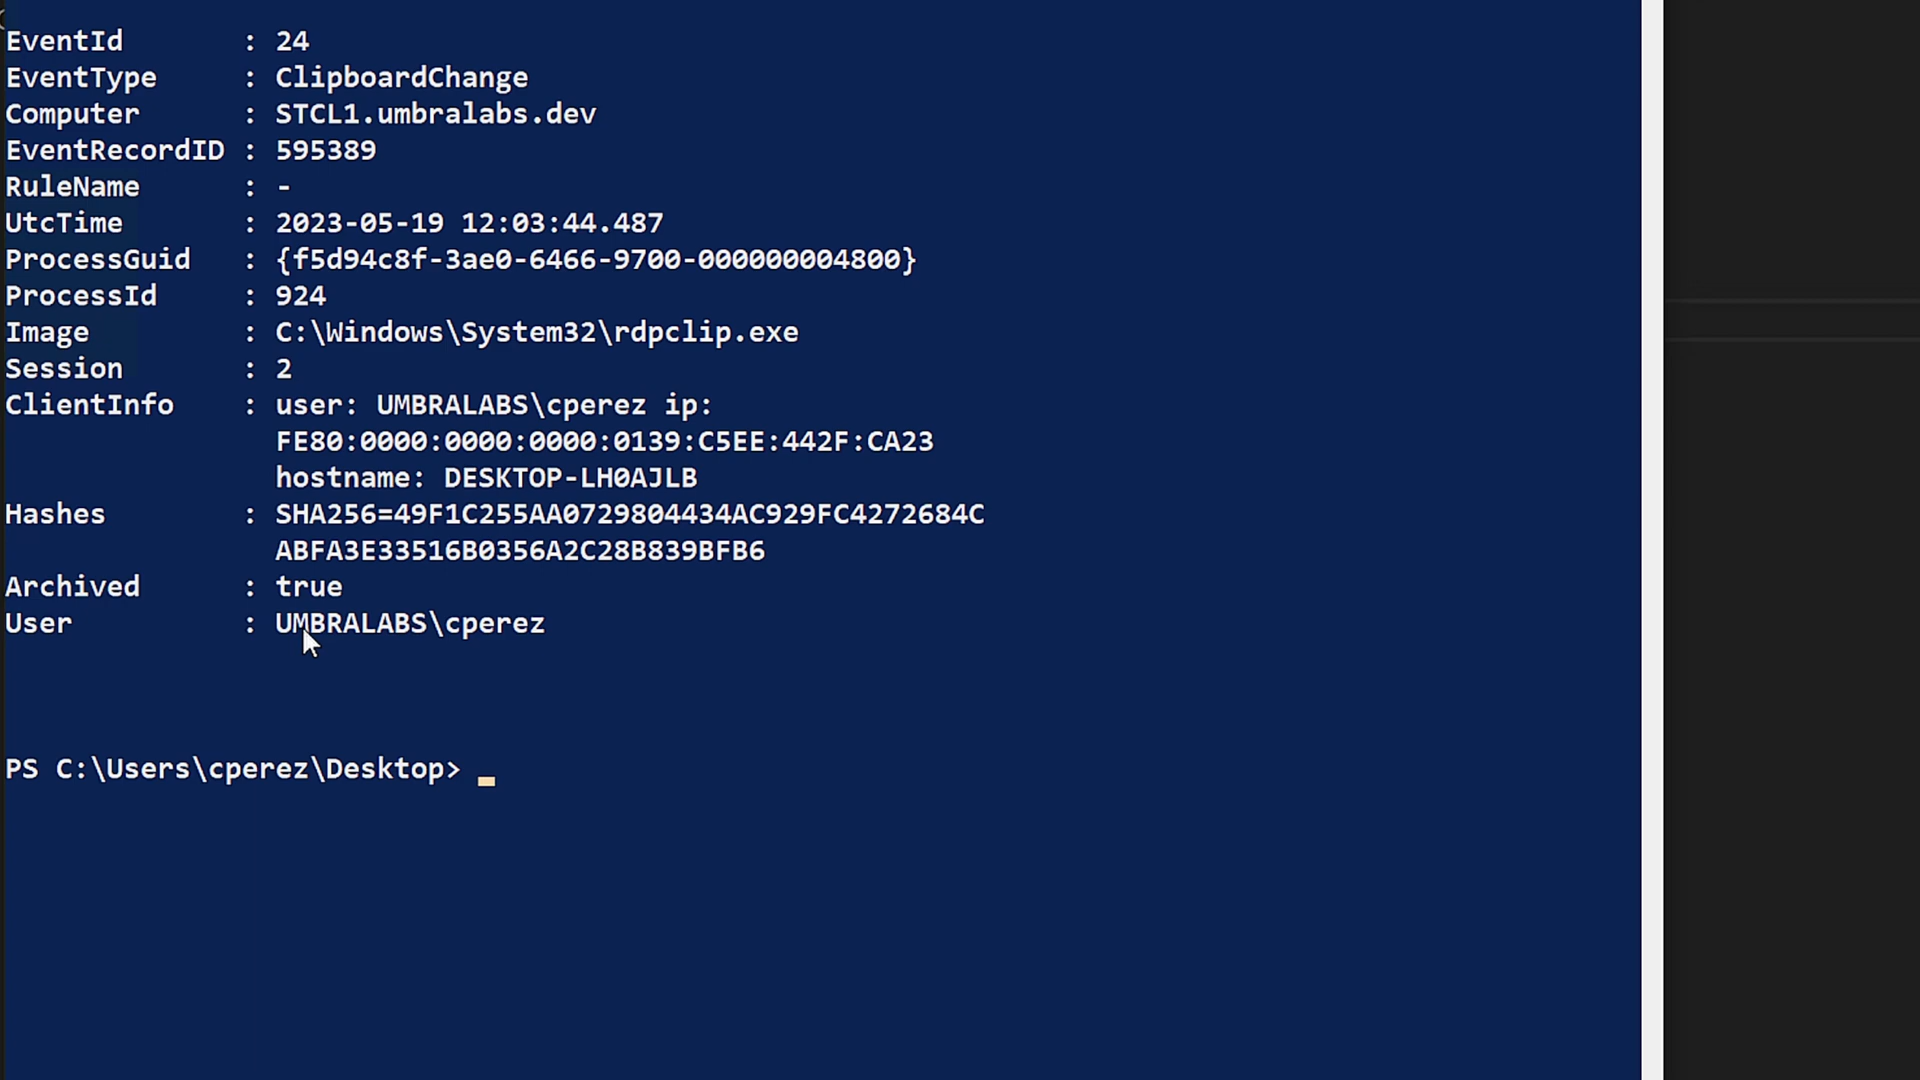 EventId : 24
EventType : ClipboardChange
Computer : STCL1.umbralabs.dev
EventRecordID : 595389
RuleName : -
UtcTime : 2023-05-19 12:03:44.487
ProcessGuid : {f5d94c8f-3ae0-6466-9700-000000004800}
ProcessId : 924
Image : C:\Windows\System32\rdpclip.exe
Session : 2
ClientInfo : user: UMBRALABS\cperez ip:
FE80:0000:0000:0000:0139:C5EE:442F:CA23
hostname: DESKTOP-LH0AJLB
Hashes : SHA256=49F1C255AA0729804434AC929FC4272684C
ABFA3E33516B0356A2C28B839BFB6
Archived : true
User : UMBRALABS\cperez
PS C:\Users\cperez\Desktop>